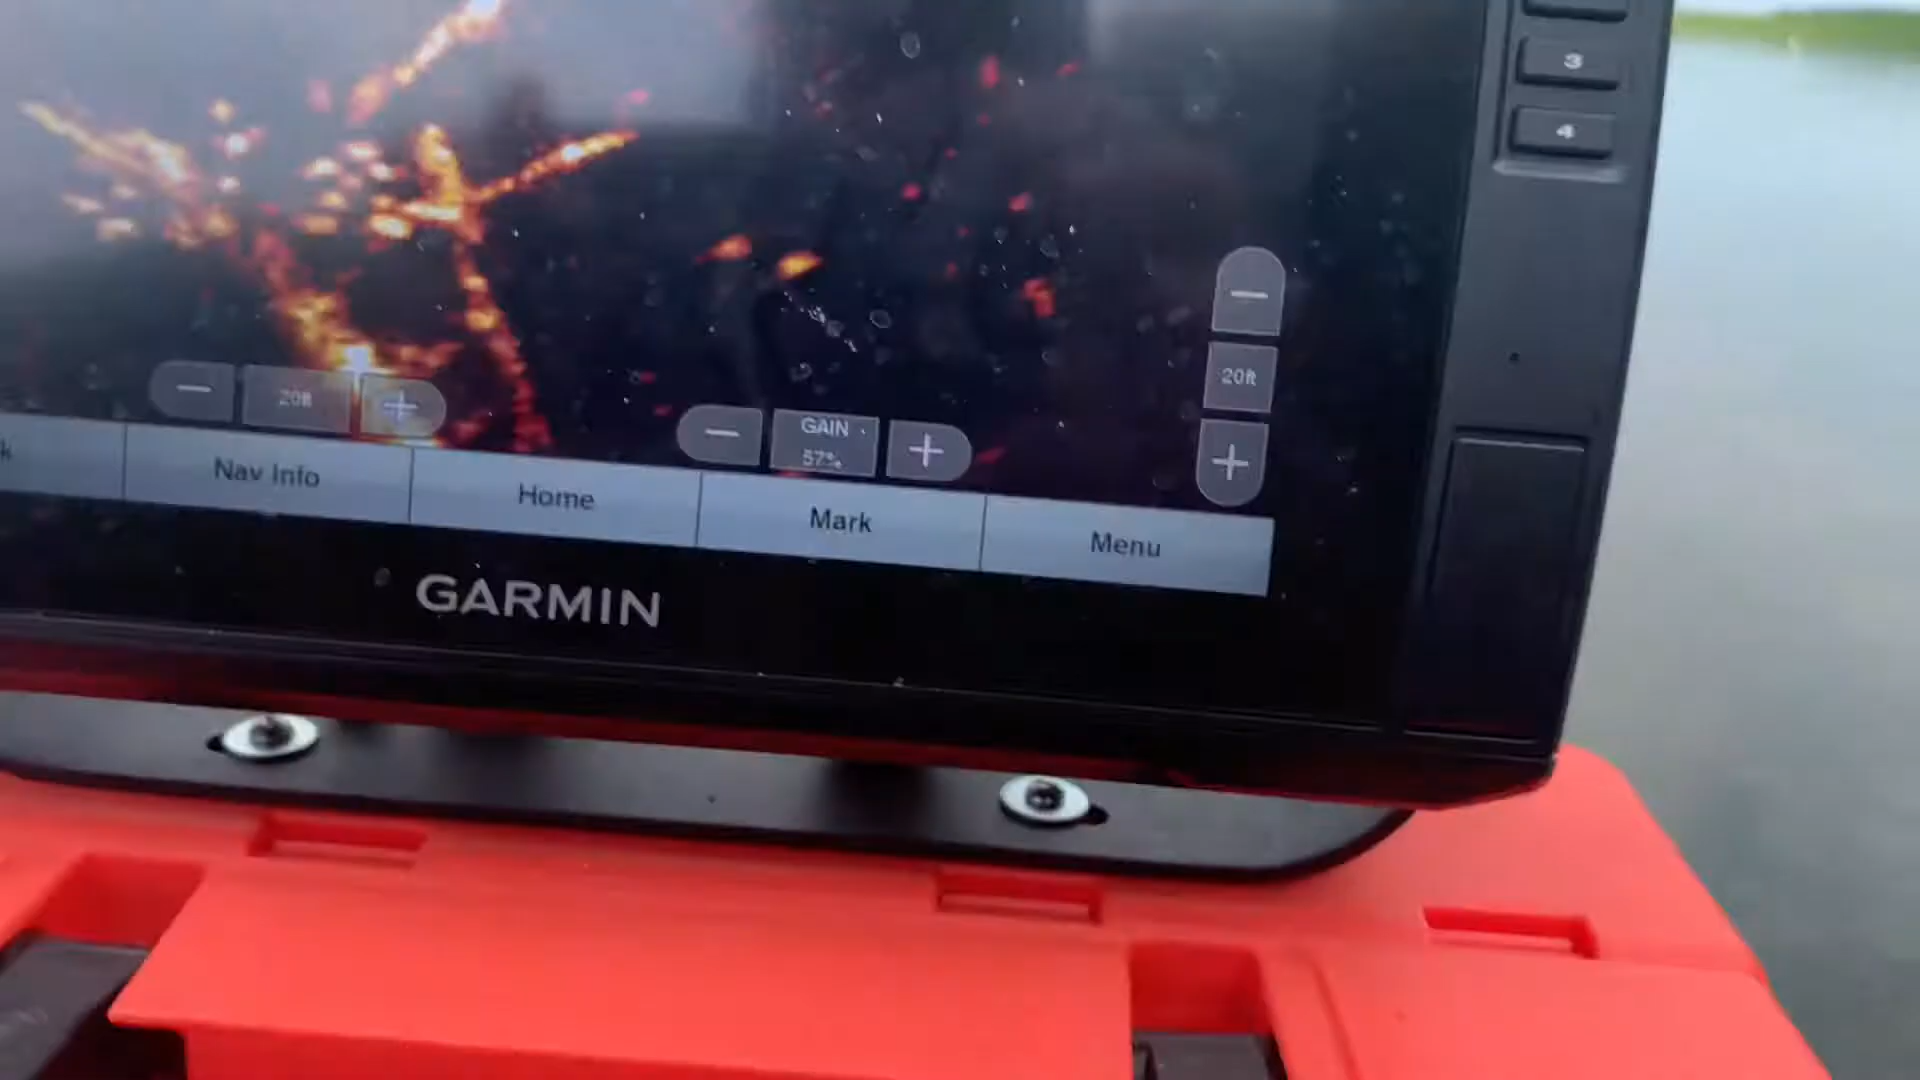 3
4
20ft
20ft
GAIN
57%
k
Nav Info
Home
Mark
Menu
GARMIN